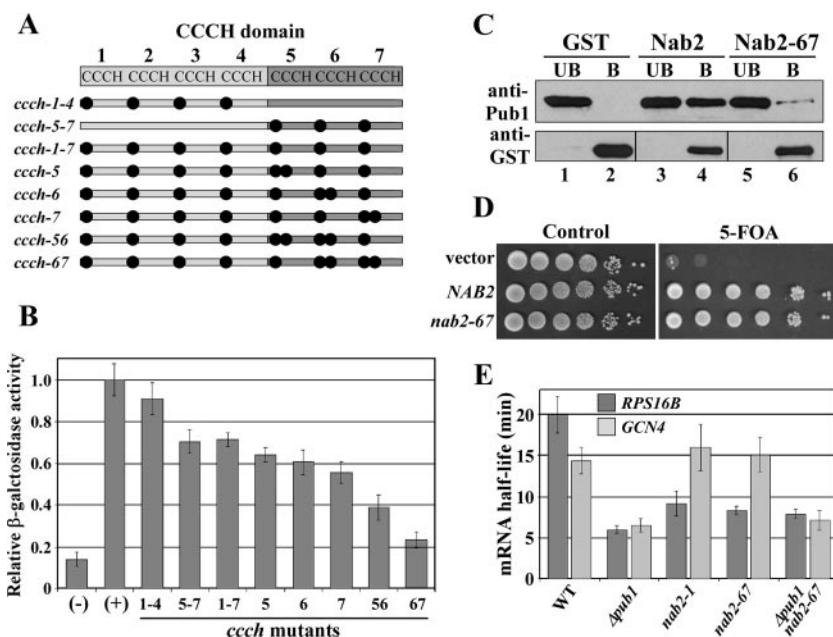 A
CCCH domain
1 2 3 4 5 6 7
CCCH CCCH CCCH CCCH CCCH CCCH CCCH
ccch-1-4
ccch-5-7
ccch-1-7
ccch-5
ccch-6
ccch-7
ccch-56
ccch-67
B
Relative β-galctosidase activity
1.0
0.8
0.6
0.4
0.2
0
(-) (+) 1-4 5-7 1-7 5 6 7 56 67
ccch mutants
C
GST Nab2 Nab2-67
UB B UB B UB B
anti-
Pub1
anti-
GST
1 2 3 4 5 6
D
Control 5-FOA
vector
NAB2
nab2-67
E
mRNA half-life (min)
20
15
10
5
0
RPS16B
GCN4
WT
Δpub1
nab2-1
nab2-67
Δpub1
nab2-67